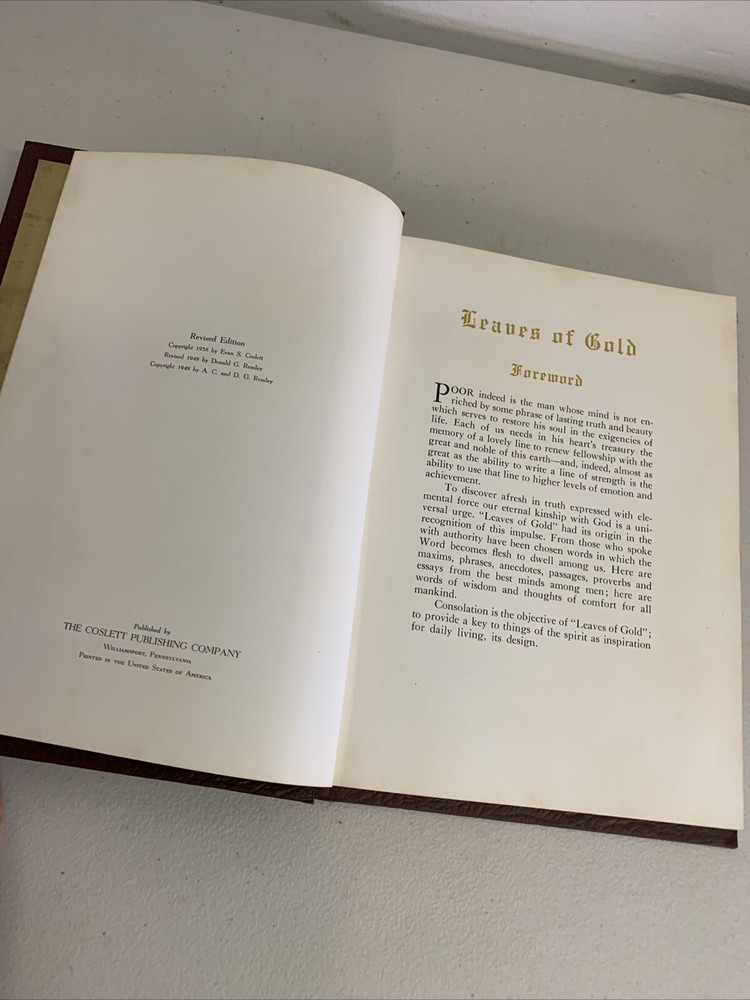 Revised Edition
Copyright 1938 by Evan S. Coslett
Revised 1948 by Donald G. Remley
Copyright 1948 by A. C. and D. G. Remley
Published by
THE COSLETT PUBLISHING COMPANY
Williamsport, Pennsylvania
Printed in the United States of America
Leaves of Gold
Foreword
POOR indeed is the man whose mind is not en-
riched by some phrase of lasting truth and beauty
which serves to restore his soul in the exigencies of
life. Each of us needs in his heart's treasury the
memory of a lovely line to renew fellowship with the
great and noble of this earth—and, indeed, almost as
great as the ability to write a line of strength is the
ability to use that line to higher levels of emotion and
achievement.
To discover afresh in truth expressed with ele-
mental force our eternal kinship with God is a uni-
versal urge. "Leaves of Gold" had its origin in the
recognition of this impulse. From those who spoke
with authority have been chosen words in which the
Word becomes flesh to dwell among us. Here are
maxims, phrases, anecdotes, passages, proverbs and
essays from the best minds among men; here are
words of wisdom and thoughts of comfort for all
mankind.
Consolation is the objective of "Leaves of Gold";
to provide a key to things of the spirit as inspiration
for daily living, its design.